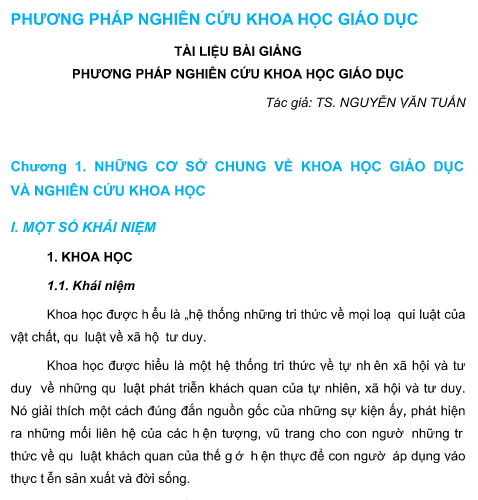 PHƯƠNG PHÁP NGHIÊN CỨU KHOA HỌC GIÁO DỤC
TÀI LIỆU BÀI GIẢNG
PHƯƠNG PHÁP NGHIÊN CỨU KHOA HỌC GIÁO DỤC
Tác giả: TS. NGUYỄN VĂN TUẤN
Chương 1. NHỮNG CƠ SỞ CHUNG VỀ KHOA HỌC GIÁO DỤC
VÀ NGHIÊN CỨU KHOA HỌC
I. MỘT SỐ KHÁI NIỆM
1. KHOA HỌC
1.1. Khái niệm
Khoa học được h ểu là „hệ thống những tri thức về mọi loạ qui luật của
vật chất, qu luật về xã hộ tư duy.
Khoa học được hiểu là một hệ thống tri thức về tự nh ên xã hội và tư
duy về những qu luật phát triển khách quan của tự nhiên, xã hội và tư duy.
Nó giải thích một cách đúng đắn nguồn gốc của những sự kiện ấy, phát hiện
ra những mối liên hệ của các h ện tượng, vũ trang cho con ngườ những tr
thức về qu luật khách quan của thế g ớ h ện thực để con ngườ áp dụng vào
thực t ễn sản xuất và đời sống.